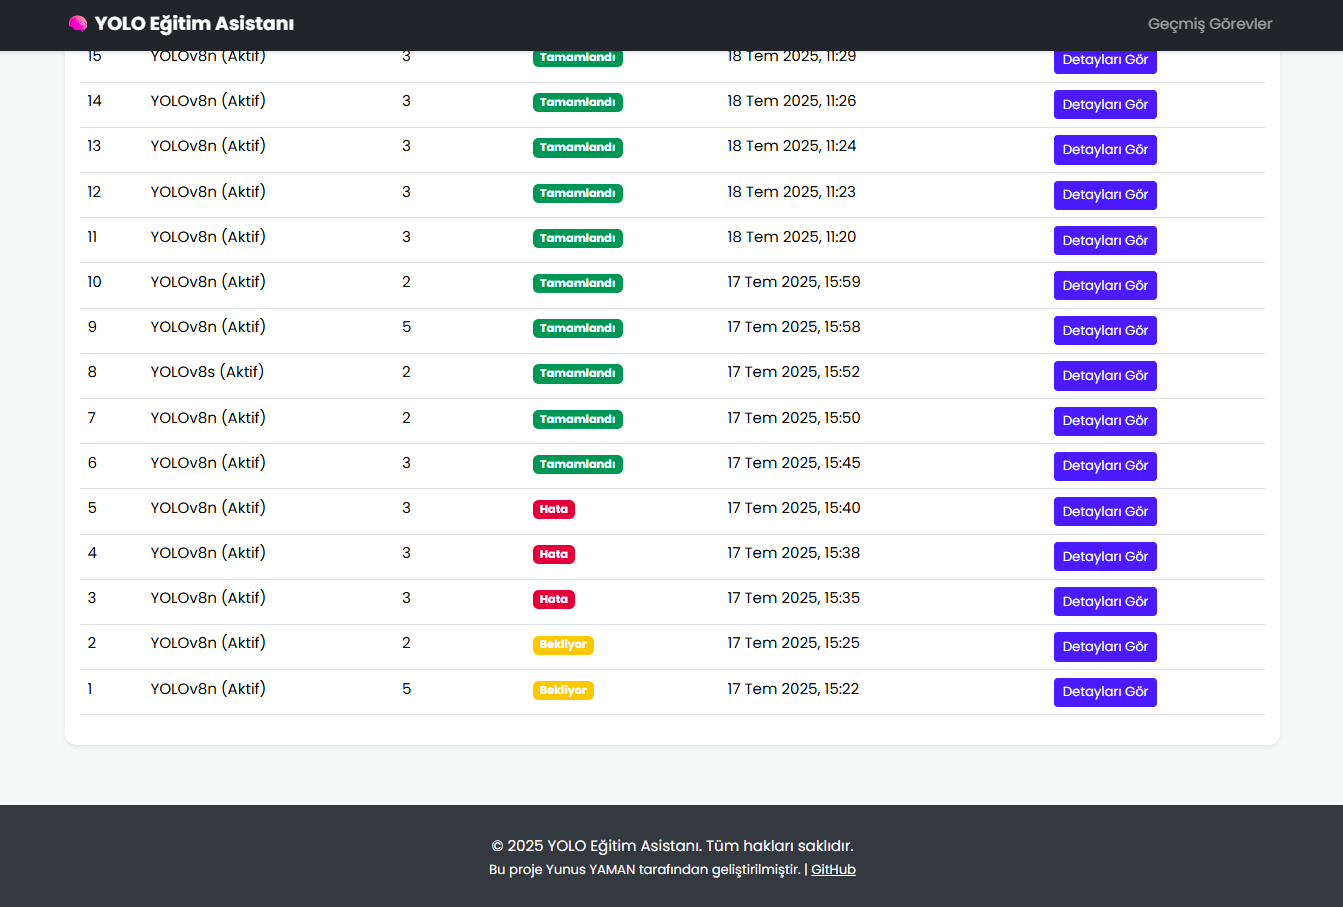 YOLO Eğitim Asistanı Geçmiş Görevler
15 YOLOv8n (Aktif) 3 Tamamlandı 18 Tem 2025, 11:29 Detayları Gör
14 YOLOv8n (Aktif) 3 Tamamlandı 18 Tem 2025, 11:26 Detayları Gör
13 YOLOv8n (Aktif) 3 Tamamlandı 18 Tem 2025, 11:24 Detayları Gör
12 YOLOv8n (Aktif) 3 Tamamlandı 18 Tem 2025, 11:23 Detayları Gör
11 YOLOv8n (Aktif) 3 Tamamlandı 18 Tem 2025, 11:20 Detayları Gör
10 YOLOv8n (Aktif) 2 Tamamlandı 17 Tem 2025, 15:59 Detayları Gör
9 YOLOv8n (Aktif) 5 Tamamlandı 17 Tem 2025, 15:58 Detayları Gör
8 YOLOv8s (Aktif) 2 Tamamlandı 17 Tem 2025, 15:52 Detayları Gör
7 YOLOv8n (Aktif) 2 Tamamlandı 17 Tem 2025, 15:50 Detayları Gör
6 YOLOv8n (Aktif) 3 Tamamlandı 17 Tem 2025, 15:45 Detayları Gör
5 YOLOv8n (Aktif) 3 Hata 17 Tem 2025, 15:40 Detayları Gör
4 YOLOv8n (Aktif) 3 Hata 17 Tem 2025, 15:38 Detayları Gör
3 YOLOv8n (Aktif) 3 Hata 17 Tem 2025, 15:35 Detayları Gör
2 YOLOv8n (Aktif) 2 Bekliyor 17 Tem 2025, 15:25 Detayları Gör
1 YOLOv8n (Aktif) 5 Bekliyor 17 Tem 2025, 15:22 Detayları Gör
© 2025 YOLO Eğitim Asistanı. Tüm hakları saklıdır.
Bu proje Yunus YAMAN tarafından geliştirilmiştir. | GitHub